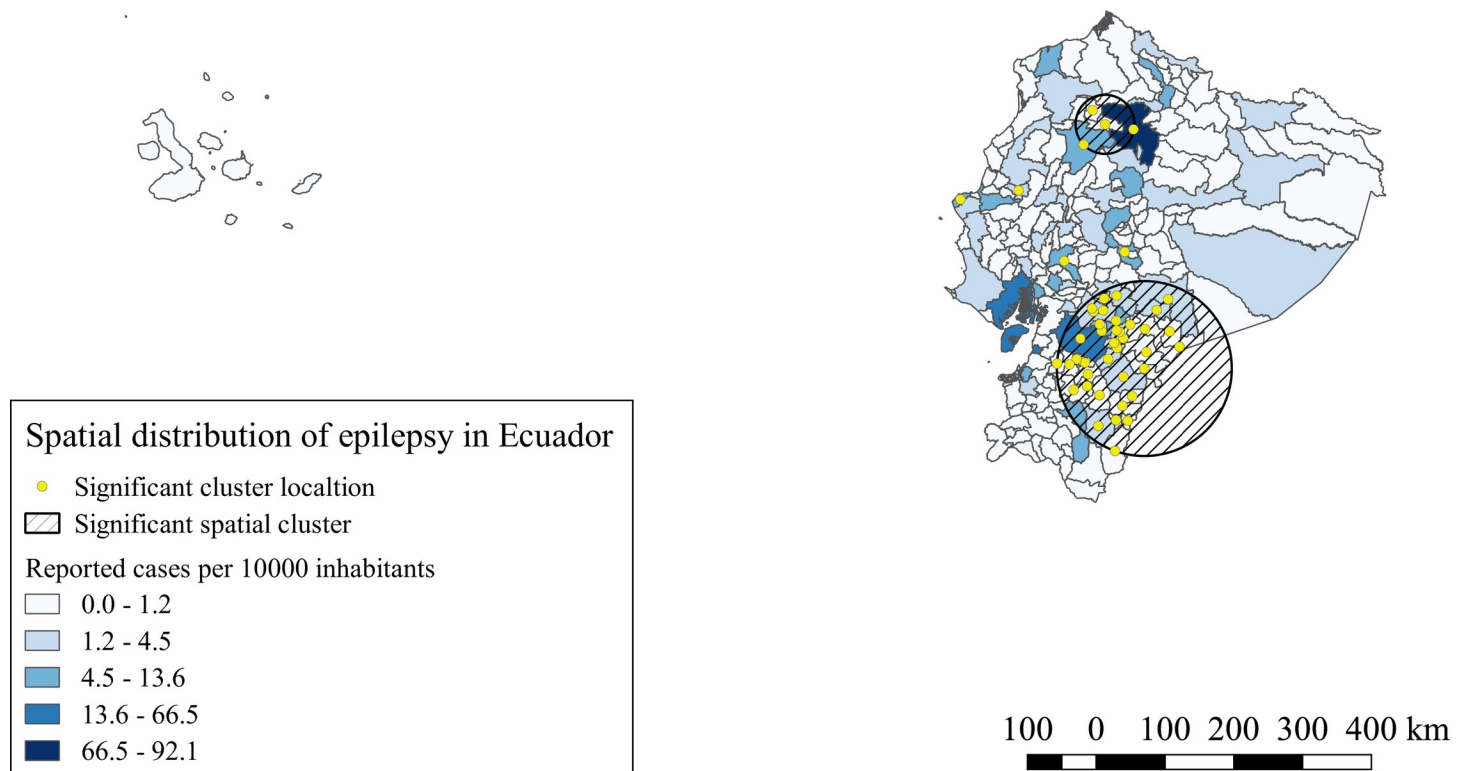 Spatial distribution of epilepsy in Ecuador
Significant cluster localtion
Significant spatial cluster
Reported cases per 10000 inhabitants
0.0 - 1.2
1.2 - 4.5
4.5 - 13.6
13.6 - 66.5
66.5 - 92.1
100 0 100 200 300 400 km